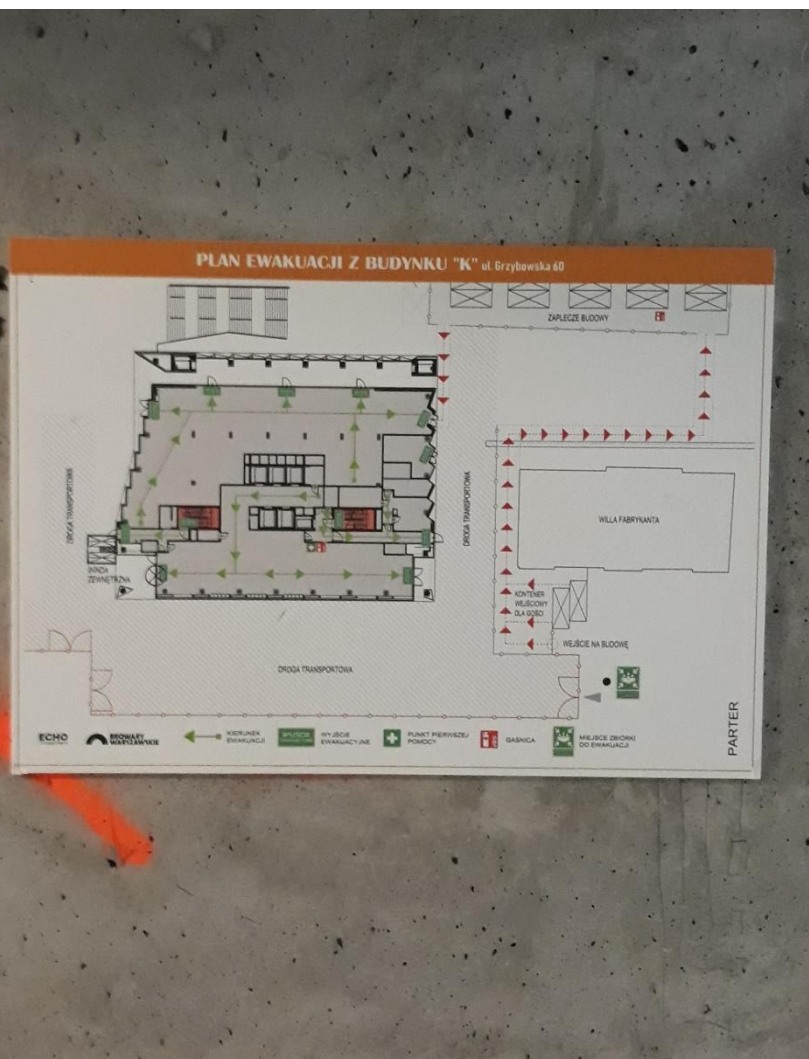 PLAN EWAKUACJI Z BUDYNKU "K" ul. Grzybowska 60
ZAPLECZE BUDOWY
DROGA TRANSPORTOWA
DROGA TRANSPORTOWA
WILLA FABRYKANTA
WINDA
ZEWNĘTRZNA
KONTENER
WEJŚCIOWY
DLA GOŚCI
WEJŚCIE NA BUDOWĘ
DROGA TRANSPORTOWA
PARTER
ECHO
BROWARY
WARSZAWSKIE
KIERUNEK
EWAKUACJI
WYJŚCIE
WYJŚCIE
EWAKUACYJNE
PUNKT PIERWSZEJ
POMOCY
GAŚNICA
MIEJSCE ZBIÓRKI
DO EWAKUACJI